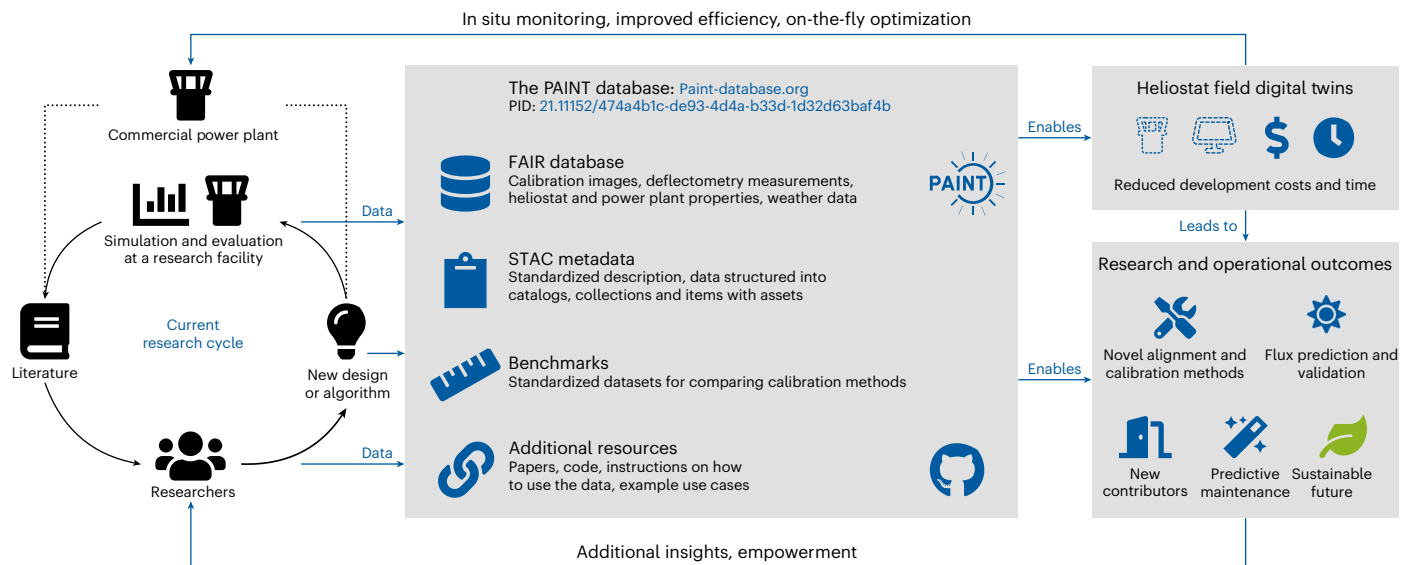 In situ monitoring, improved efficiency, on-the-fly optimization
Commercial power plant
Simulation and evaluation
at a research facility
Current
research cycle
Literature
New design
or algorithm
Researchers
Data
Data
The PAINT database: Paint-database.org
PID: 21.11152/474a4b1c-de93-4d4a-b33d-1d32d63baf4b
FAIR database
Calibration images, deflectometry measurements,
heliostat and power plant properties, weather data
PAINT
STAC metadata
Standardized description, data structured into
catalogs, collections and items with assets
Benchmarks
Standardized datasets for comparing calibration methods
Additional resources
Papers, code, instructions on how
to use the data, example use cases
Enables
Enables
Heliostat field digital twins
$
Reduced development costs and time
Leads to
Research and operational outcomes
Novel alignment and
calibration methods
Flux prediction and
validation
New
contributors
Predictive
maintenance
Sustainable
future
Additional insights, empowerment